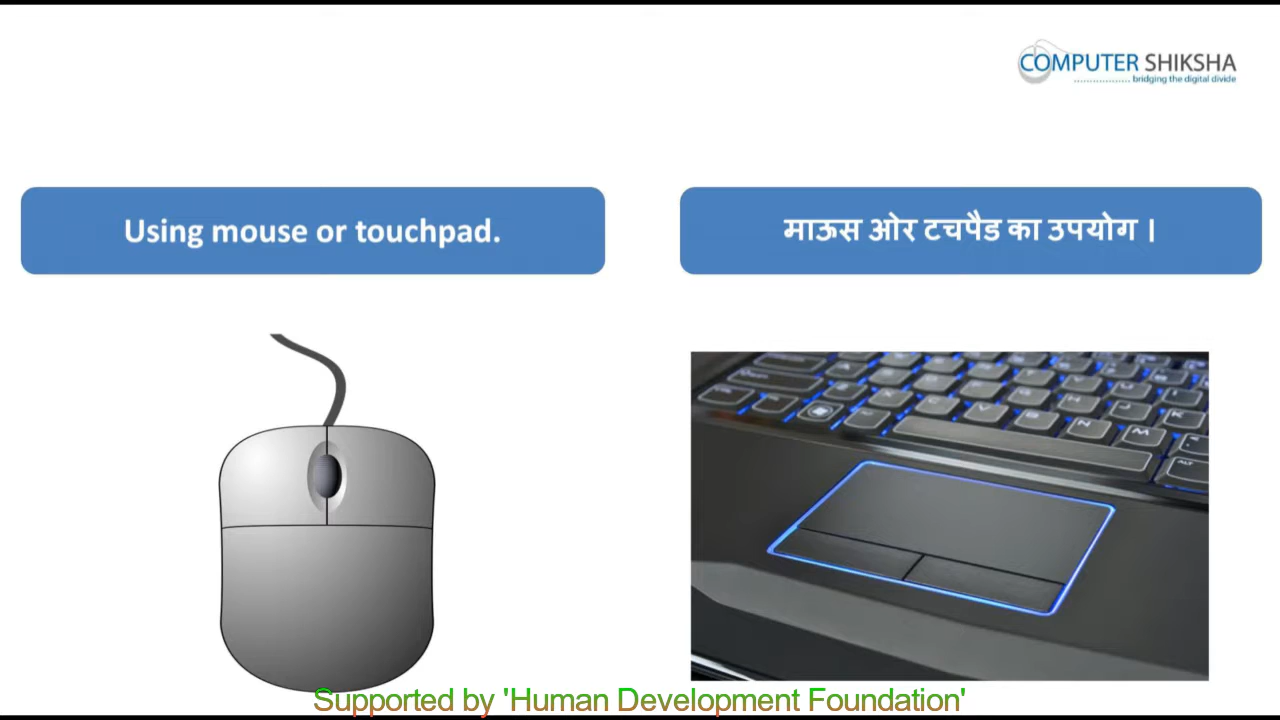 COMPUTER SHIKSHA
.................. bridging the digital divide
Using mouse or touchpad.
माऊस ओर टचपैड का उपयोग ।
Supported by 'Human Development Foundation'